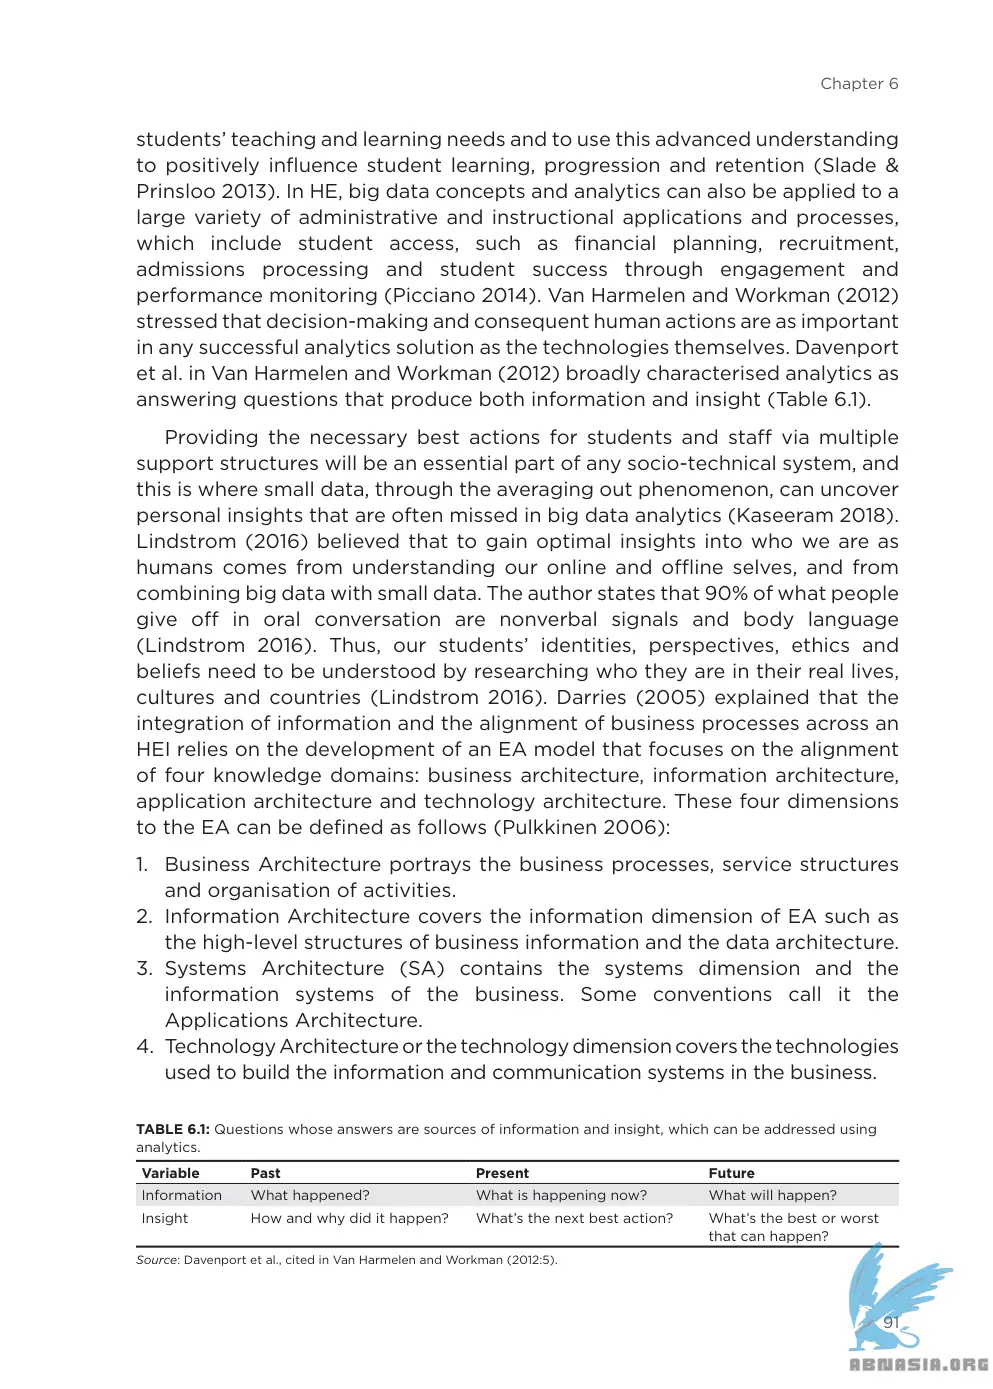 Chapter 6
students’ teaching and learning needs and to use this advanced understanding
to positively influence student learning, progression and retention (Slade &
Prinsloo 2013). In HE, big data concepts and analytics can also be applied to a
large variety of administrative and instructional applications and processes,
which include student access, such as financial planning, recruitment,
admissions processing and student success through engagement and
performance monitoring (Picciano 2014). Van Harmelen and Workman (2012)
stressed that decision-making and consequent human actions are as important
in any successful analytics solution as the technologies themselves. Davenport
et al. in Van Harmelen and Workman (2012) broadly characterised analytics as
answering questions that produce both information and insight (Table 6.1).
Providing the necessary best actions for students and staff via multiple
support structures will be an essential part of any socio-technical system, and
this is where small data, through the averaging out phenomenon, can uncover
personal insights that are often missed in big data analytics (Kaseeram 2018).
Lindstrom (2016) believed that to gain optimal insights into who we are as
humans comes from understanding our online and offline selves, and from
combining big data with small data. The author states that 90% of what people
give off in oral conversation are nonverbal signals and body language
(Lindstrom 2016). Thus, our students’ identities, perspectives, ethics and
beliefs need to be understood by researching who they are in their real lives,
cultures and countries (Lindstrom 2016). Darries (2005) explained that the
integration of information and the alignment of business processes across an
HEI relies on the development of an EA model that focuses on the alignment
of four knowledge domains: business architecture, information architecture,
application architecture and technology architecture. These four dimensions
to the EA can be defined as follows (Pulkkinen 2006):
1. Business Architecture portrays the business processes, service structures
and organisation of activities.
2. Information Architecture covers the information dimension of EA such as
the high-level structures of business information and the data architecture.
3. Systems Architecture (SA) contains the systems dimension and the
information systems of the business. Some conventions call it the
Applications Architecture.
4. Technology Architecture or the technology dimension covers the technologies
used to build the information and communication systems in the business.
TABLE 6.1: Questions whose answers are sources of information and insight, which can be addressed using
analytics.
Variable Past Present Future
Information What happened? What is happening now? What will happen?
Insight How and why did it happen? What’s the next best action? What’s the best or worst
that can happen?
Source: Davenport et al., cited in Van Harmelen and Workman (2012:5).
91
ABNASIA.ORG